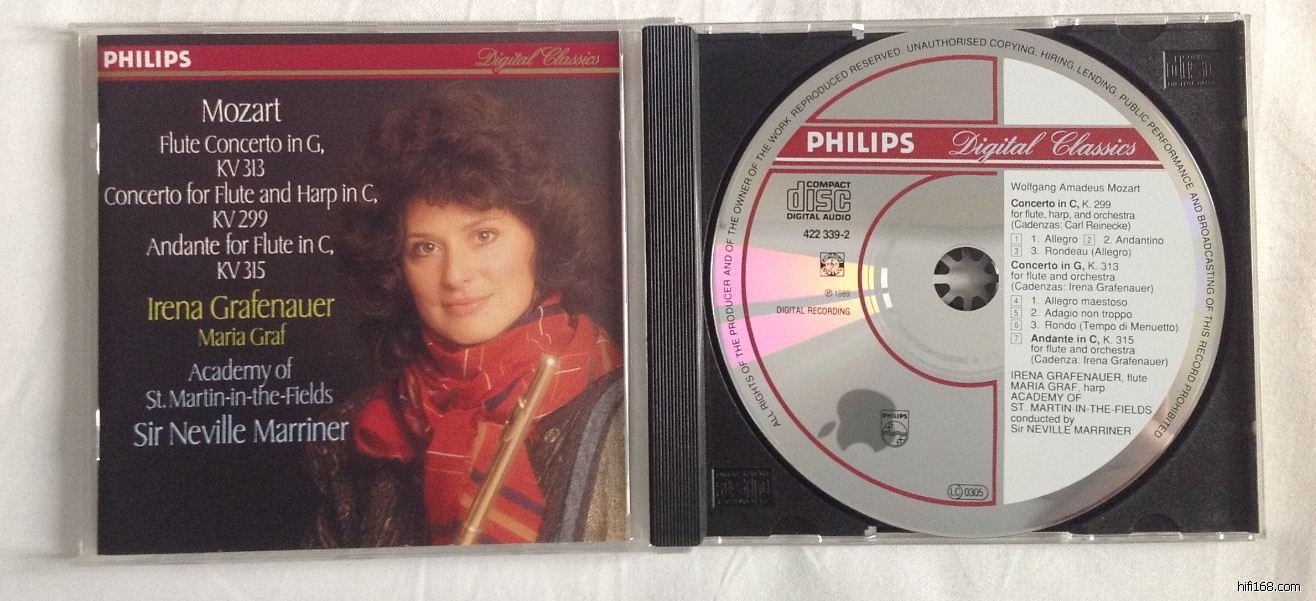 PHILIPS
Digital Classics
Mozart
Flute Concerto in G,
KV 313
Concerto for Flute and Harp in C,
KV 299
Andante for Flute in C,
KV 315
Irena Grafenauer
Maria Graf
Academy of
St. Martin-in-the-Fields
Sir Neville Marriner
ALL RIGHTS OF THE PRODUCER AND OF THE OWNER OF THE WORK REPRODUCED RESERVED. UNAUTHORISED COPYING, HIRING, LENDING, PUBLIC PERFORMANCE AND BROADCASTING OF THIS RECORD PROHIBITED
PHILIPS Digital Classics
COMPACT
disc
DIGITAL AUDIO
422 339-2
℗ 1989
DIGITAL RECORDING
PHILIPS
LC 0305
Wolfgang Amadeus Mozart
Concerto in C, K. 299
for flute, harp, and orchestra
(Cadenzas: Carl Reinecke)
1 1. Allegro 2 2. Andantino
3 3. Rondeau (Allegro)
Concerto in G, K. 313
for flute and orchestra
(Cadenzas: Irena Grafenauer)
4 1. Allegro maestoso
5 2. Adagio non troppo
6 3. Rondo (Tempo di Menuetto)
7 Andante in C, K. 315
for flute and orchestra
(Cadenza: Irena Grafenauer)
IRENA GRAFENAUER, flute
MARIA GRAF, harp
ACADEMY OF
ST. MARTIN-IN-THE-FIELDS
conducted by
Sir NEVILLE MARRINER
hifi168.com